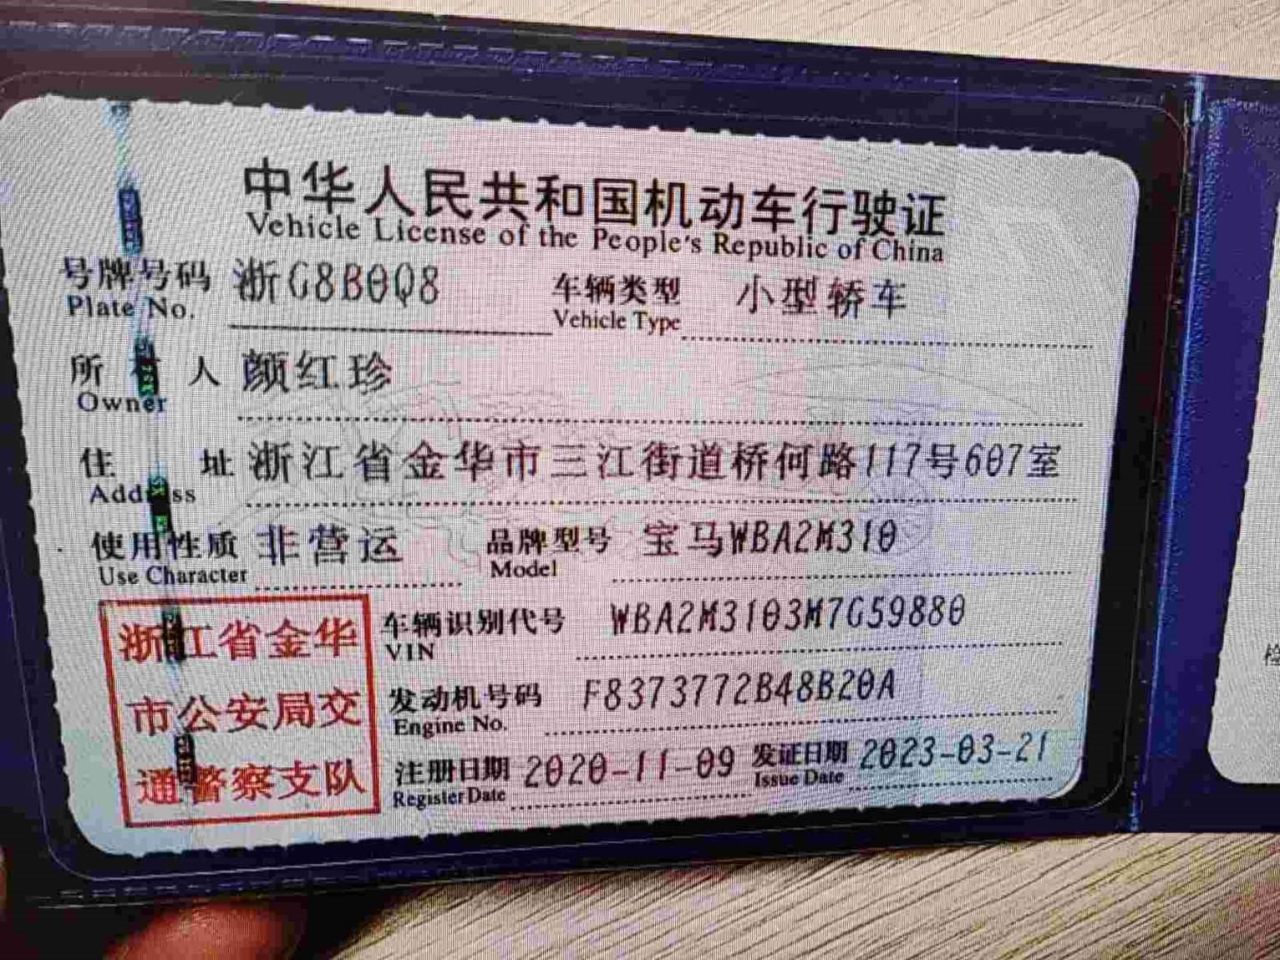 中华人民共和国机动车行驶证
Vehicle License of the People's Republic of China
号牌号码 浙G8B0Q8 车辆类型 小型轿车
Plate No. Vehicle Type
所有人 颜红珍
Owner
住址 浙江省金华市三江街道桥何路117号607室
Address
使用性质 非营运 品牌型号 宝马WBA2M310
Use Character Model
浙江省金华
市公安局交
通警察支队
车辆识别代号 WBA2M3103M7G59880
VIN
发动机号码 F8373772B48B20A
Engine No.
注册日期 2020-11-09 发证日期 2023-03-21
Register Date Issue Date